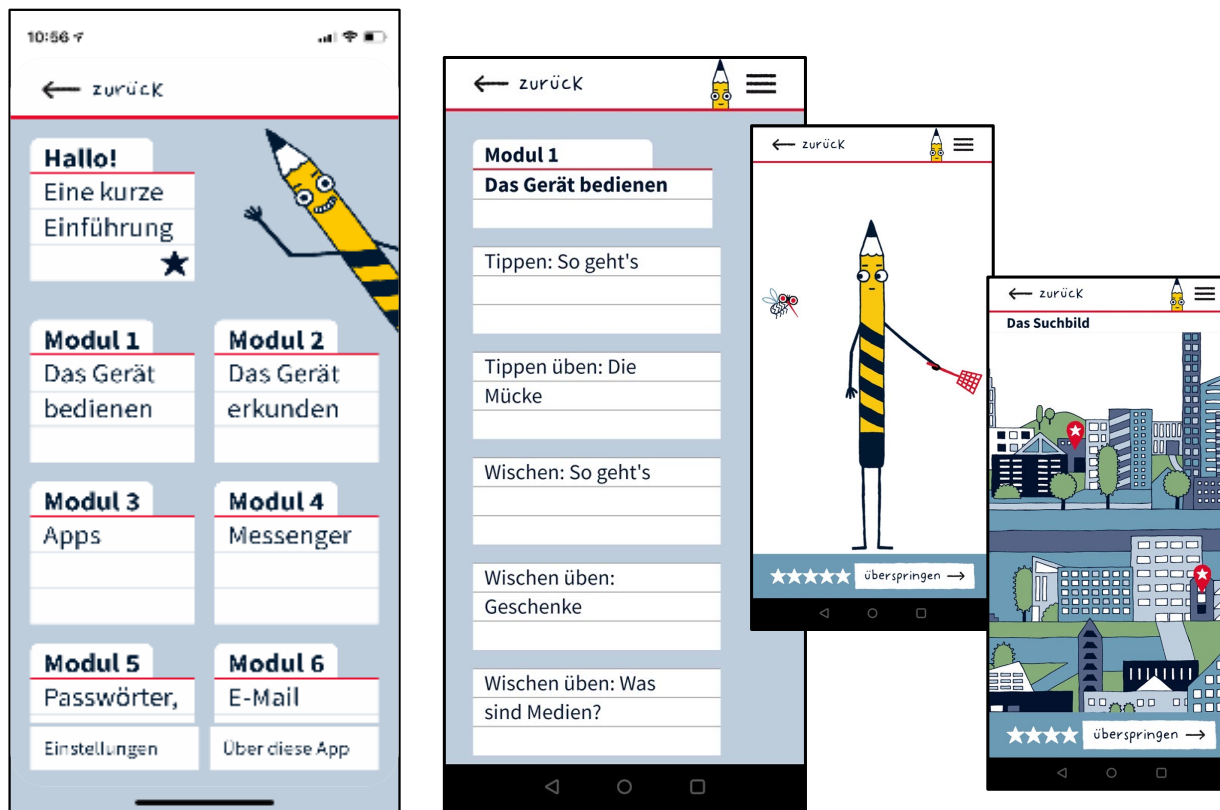 10:56
zurück
Hallo!
Eine kurze
Einführung
Modul 1
Das Gerät
bedienen
Modul 2
Das Gerät
erkunden
Modul 3
Apps
Modul 4
Messenger
Modul 5
Passwörter,
Modul 6
E-Mail
Einstellungen
Über diese App
zurück
Modul 1
Das Gerät bedienen
Tippen: So geht's
Tippen üben: Die
Mücke
Wischen: So geht's
Wischen üben:
Geschenke
Wischen üben: Was
sind Medien?
zurück
überspringen
zurück
Das Suchbild
überspringen